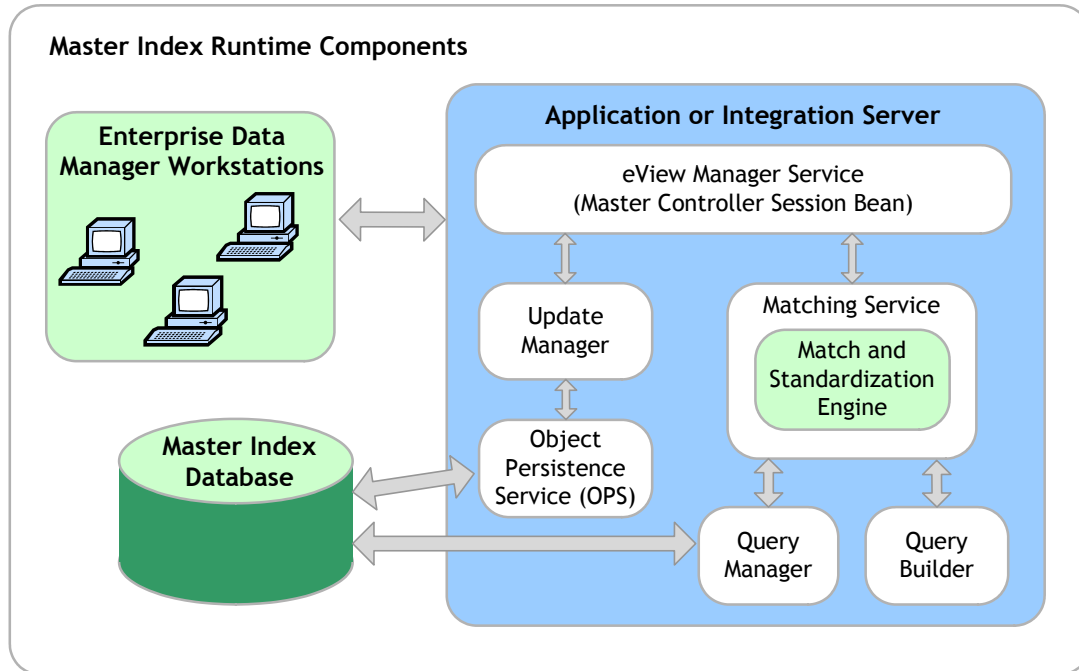 Master Index Runtime Components
Enterprise Data
Manager Workstations
Application or Integration Server
eView Manager Service
(Master Controller Session Bean)
Update
Manager
Matching Service
Match and
Standardization
Engine
Object
Persistence
Service (OPS)
Master Index
Database
Query
Manager
Query
Builder